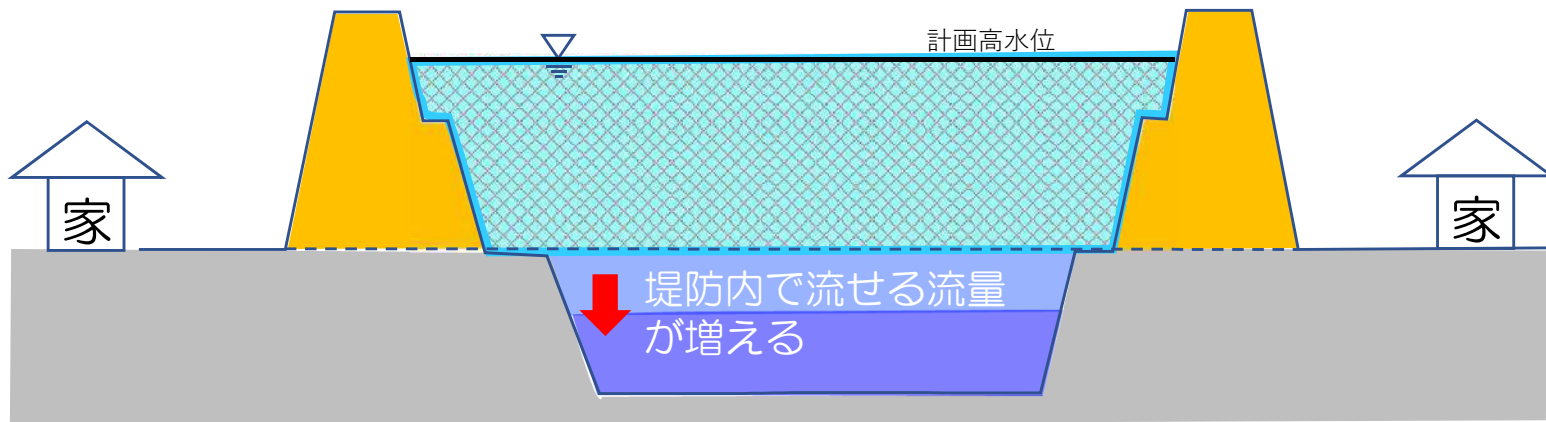 計画高水位
家
家
堤防内で流せる流量
が増える